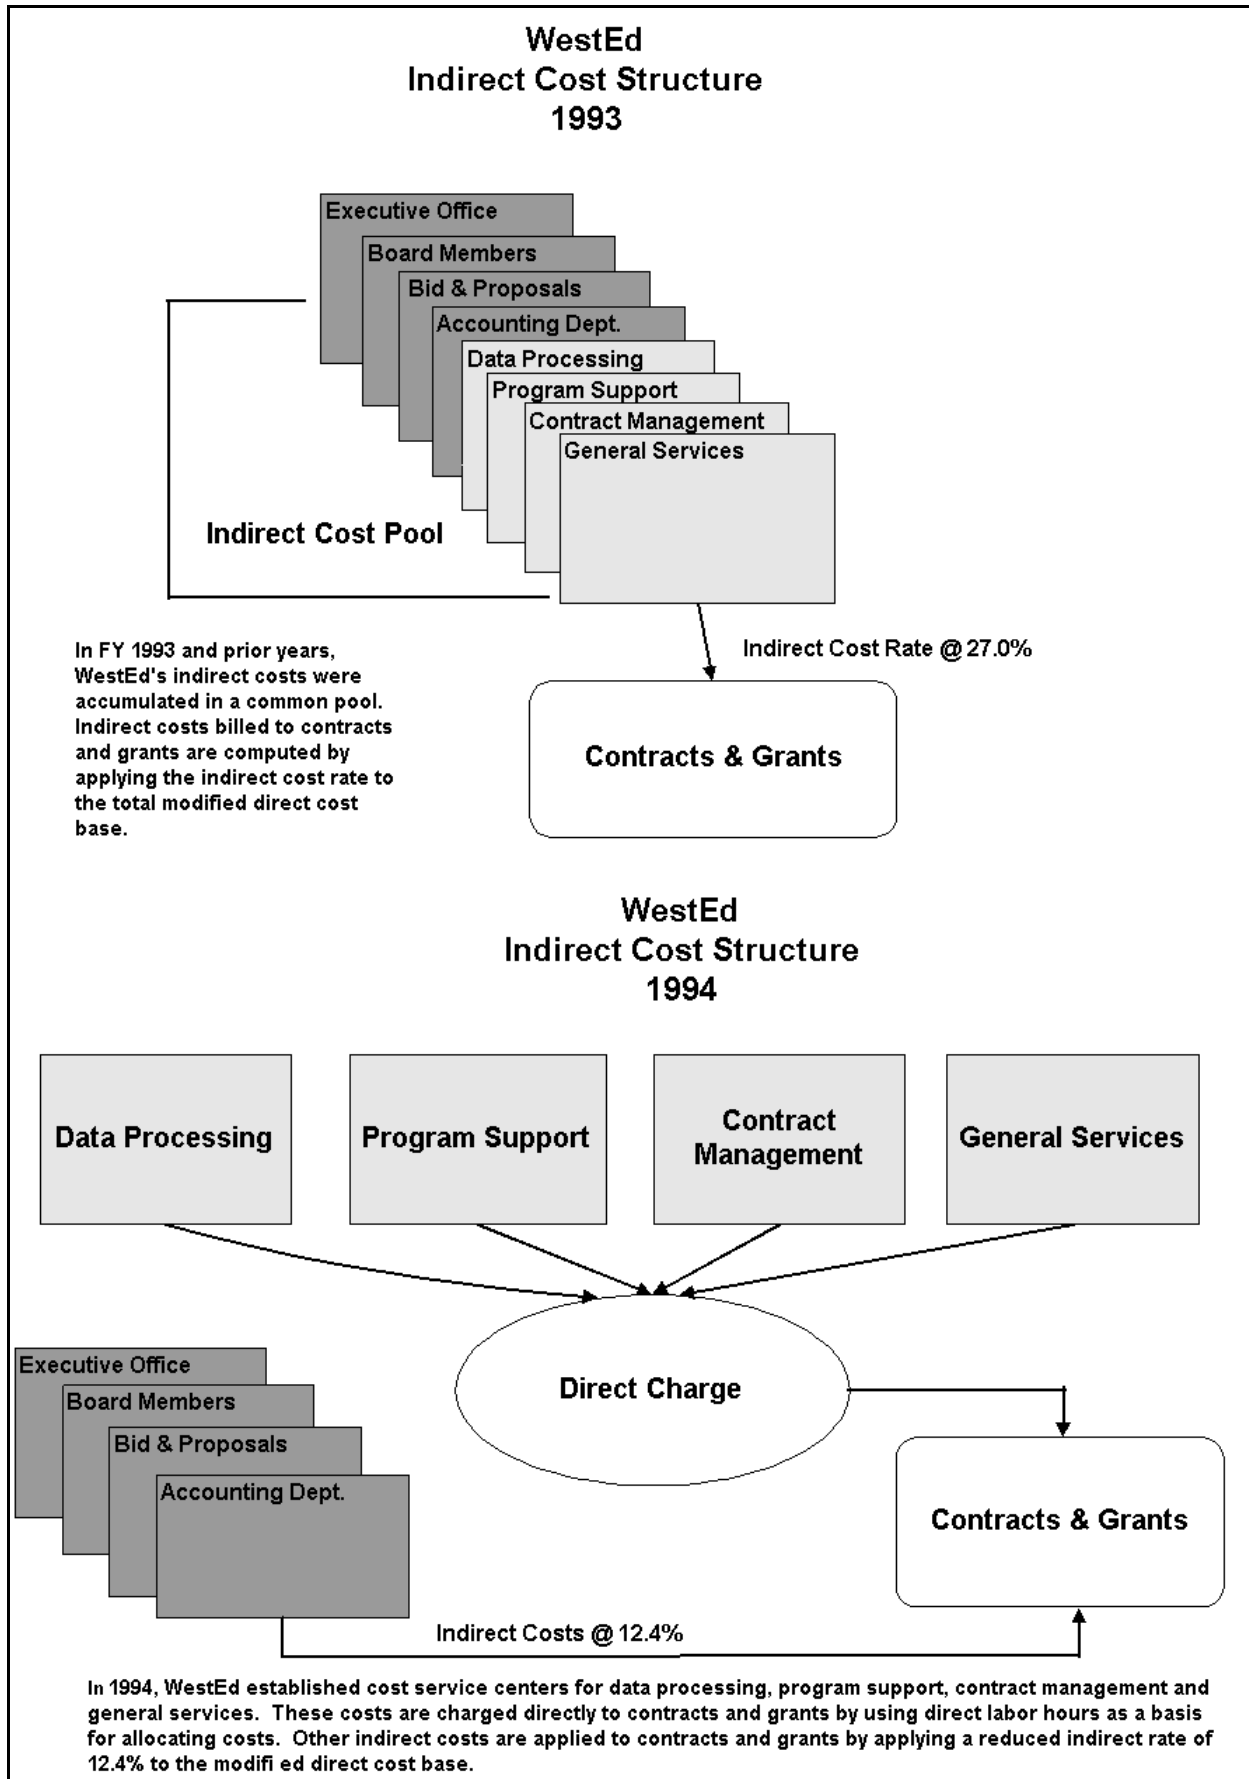 WestEd
Indirect Cost Structure
1993
Executive Office
Board Members
Bid & Proposals
Accounting Dept.
Data Processing
Program Support
Contract Management
General Services
Indirect Cost Pool
In FY 1993 and prior years,
WestEd's indirect costs were
accumulated in a common pool.
Indirect costs billed to contracts
and grants are computed by
applying the indirect cost rate to
the total modified direct cost
base.
Indirect Cost Rate @ 27.0%
Contracts & Grants
WestEd
Indirect Cost Structure
1994
Data Processing
Program Support
Contract
Management
General Services
Direct Charge
Executive Office
Board Members
Bid & Proposals
Accounting Dept.
Contracts & Grants
Indirect Costs @ 12.4%
In 1994, WestEd established cost service centers for data processing, program support, contract management and
general services.  These costs are charged directly to contracts and grants by using direct labor hours as a basis
for allocating costs.  Other indirect costs are applied to contracts and grants by applying a reduced indirect rate of
12.4% to the modifi ed direct cost base.